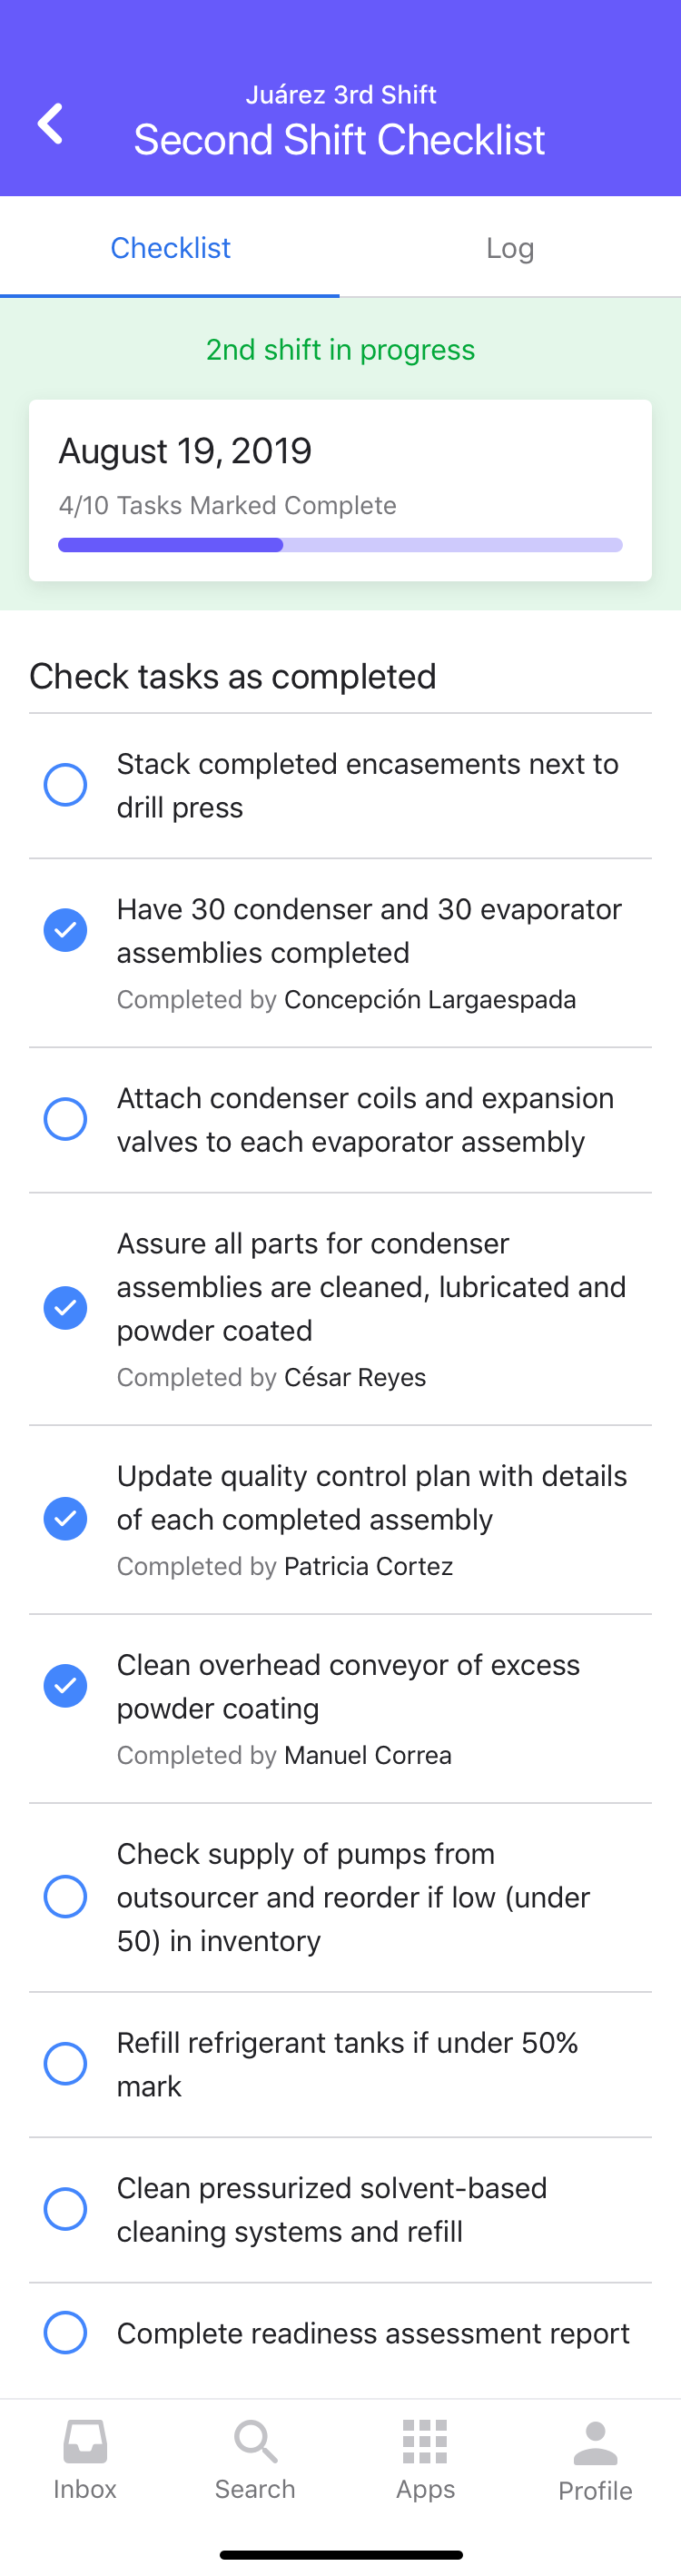 Juárez 3rd Shift
Second Shift Checklist
Checklist
Log
2nd shift in progress
August 19, 2019
4/10 Tasks Marked Complete
Check tasks as completed
Stack completed encasements next to
drill press
Have 30 condenser and 30 evaporator
assemblies completed
Completed by Concepción Largaespada
Attach condenser coils and expansion
valves to each evaporator assembly
Assure all parts for condenser
assemblies are cleaned, lubricated and
powder coated
Completed by César Reyes
Update quality control plan with details
of each completed assembly
Completed by Patricia Cortez
Clean overhead conveyor of excess
powder coating
Completed by Manuel Correa
Check supply of pumps from
outsourcer and reorder if low (under
50) in inventory
Refill refrigerant tanks if under 50%
mark
Clean pressurized solvent-based
cleaning systems and refill
Complete readiness assessment report
Inbox
Search
Apps
Profile